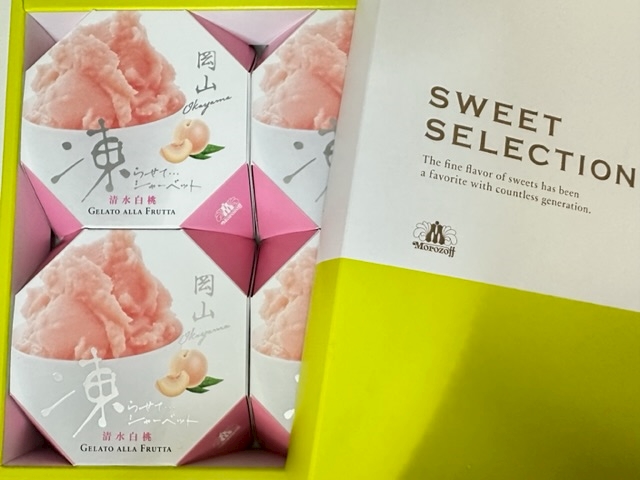 岡山
Okayama
凍
らせて…
シャーベット
清水白桃
GELATO ALLA FRUTTA
岡山
Okayama
凍
らせて…
シャーベット
清水白桃
GELATO ALLA FRUTTA
SWEET
SELECTION
The fine flavor of sweets has been
a favorite with countless generation.
Morozoff